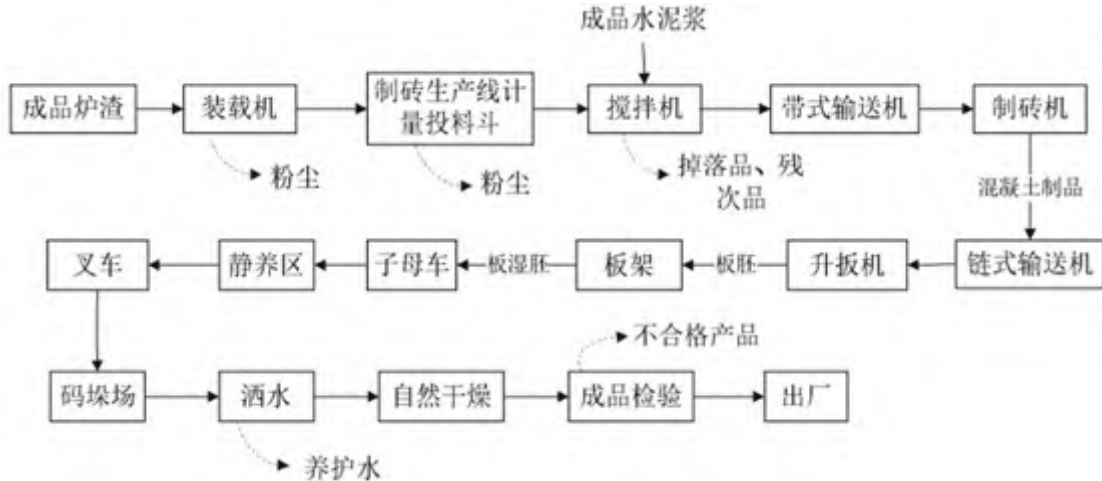 成品水泥浆
成品炉渣
装载机
制砖生产线计
量投料斗
搅拌机
带式输送机
制砖机
粉尘
粉尘
掉落品、残
次品
混凝土制品
叉车
静养区
子母车
板湿胚
板架
板胚
升扳机
链式输送机
不合格产品
码垛场
洒水
自然干燥
成品检验
出厂
养护水